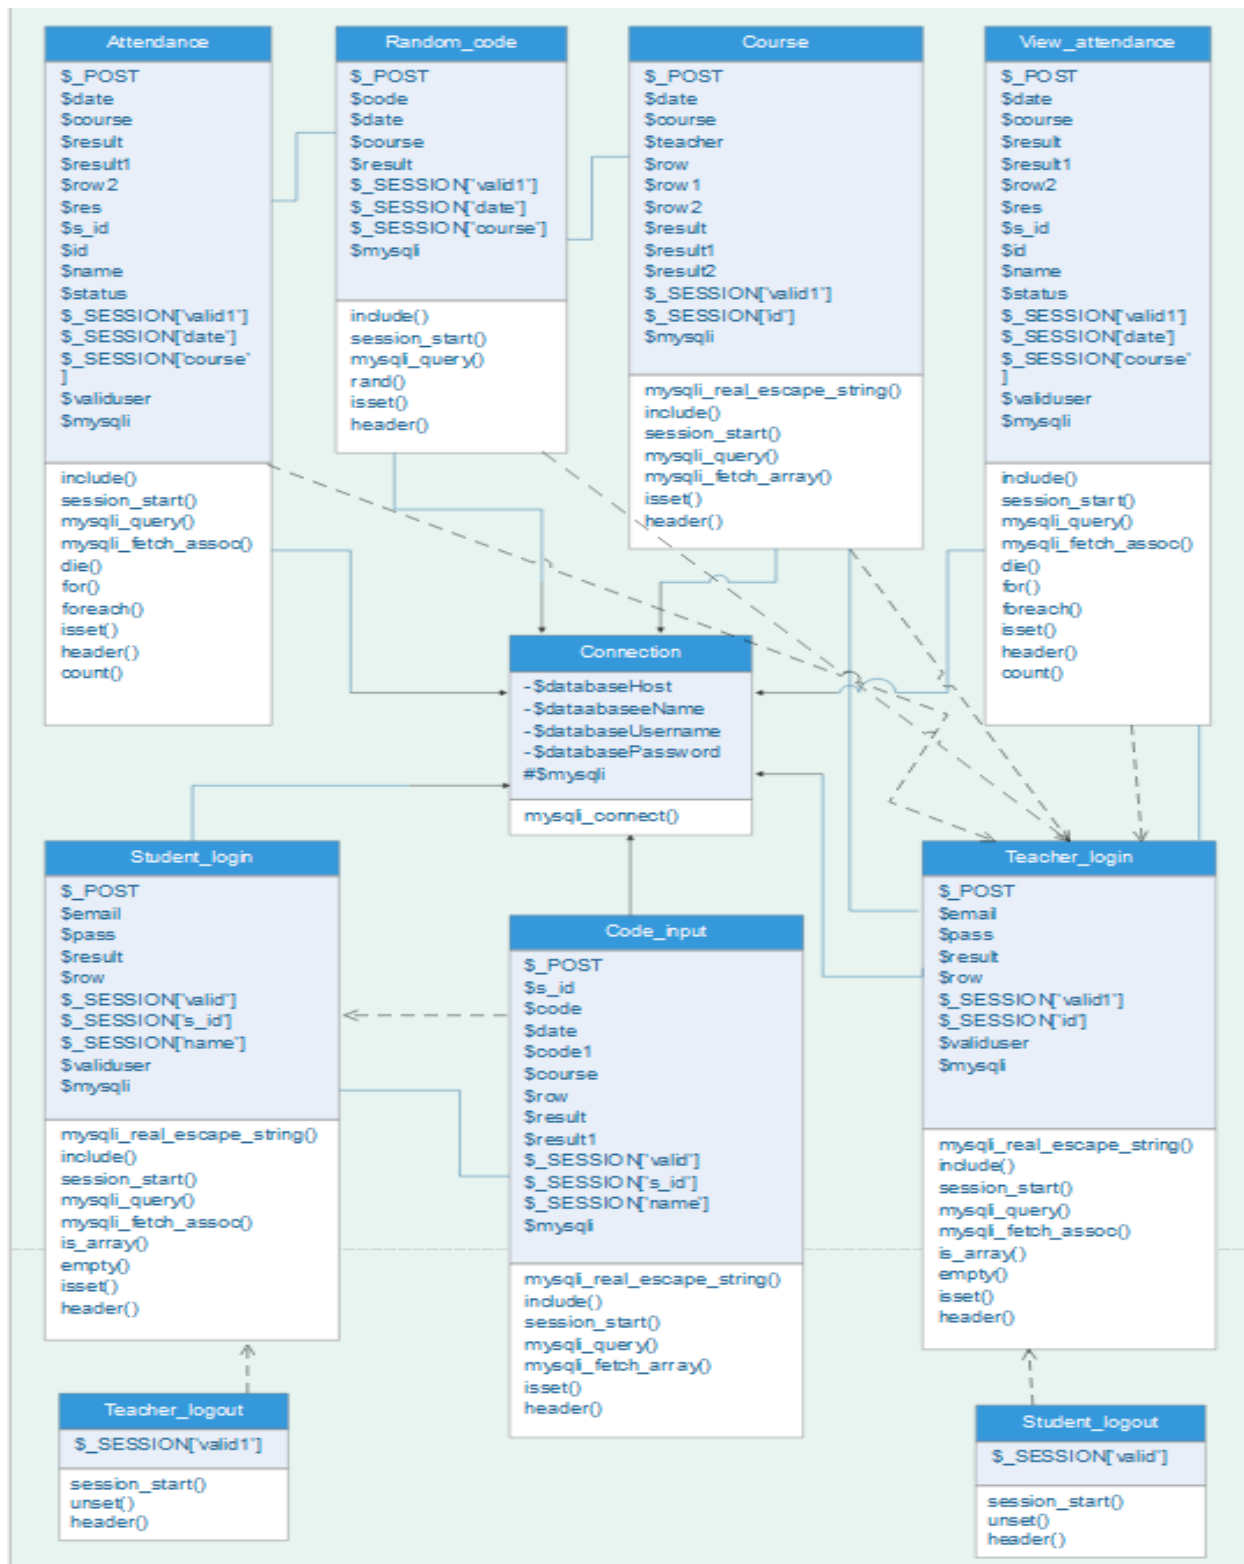 Attendance
$_POST
$date
$course
$result
$result1
$row2
$res
$s_id
$id
$name
$status
$_SESSION["valid1"]
$_SESSION["date"]
$_SESSION["course"
]
$validuser
$mysqli
include()
session_start()
mysqli_query()
mysqli_fetch_assoc()
die()
for()
foreach()
isset()
header()
count()
Random_code
$_POST
$code
$date
$course
$result
$_SESSION["valid1"]
$_SESSION["date"]
$_SESSION["course"]
$mysqli
include()
session_start()
mysqli_query()
rand()
isset()
header()
Course
$_POST
$date
$course
$teacher
$row
$row1
$row2
$result
$result1
$result2
$_SESSION["valid1"]
$_SESSION["id"]
$mysqli
mysqli_real_escape_string()
include()
session_start()
mysqli_query()
mysqli_fetch_array()
isset()
header()
View_attendance
$_POST
$date
$course
$result
$result1
$row2
$res
$s_id
$id
$name
$status
$_SESSION["valid1"]
$_SESSION["date"]
$_SESSION["course"
]
$validuser
$mysqli
include()
session_start()
mysqli_query()
mysqli_fetch_assoc()
die()
for()
foreach()
isset()
header()
count()
Connection
-$databaseHost
-$dataabaseeName
-$databaseUsername
-$databasePassword
#$mysqli
mysqli_connect()
Student_login
$_POST
$email
$pass
$result
$row
$_SESSION["valid"]
$_SESSION["s_id"]
$_SESSION["name"]
$validuser
$mysqli
mysqli_real_escape_string()
include()
session_start()
mysqli_query()
mysqli_fetch_assoc()
is_array()
empty()
isset()
header()
Code_input
$_POST
$s_id
$code
$date
$code1
$course
$row
$result
$result1
$_SESSION["valid"]
$_SESSION["s_id"]
$_SESSION["name"]
$mysqli
mysqli_real_escape_string()
include()
session_start()
mysqli_query()
mysqli_fetch_array()
isset()
header()
Teacher_login
$_POST
$email
$pass
$result
$row
$_SESSION["valid1"]
$_SESSION["id"]
$validuser
$mysqli
mysqli_real_escape_string()
include()
session_start()
mysqli_query()
mysqli_fetch_assoc()
is_array()
empty()
isset()
header()
Teacher_logout
$_SESSION["valid1"]
session_start()
unset()
header()
Student_logout
$_SESSION["valid"]
session_start()
unset()
header()